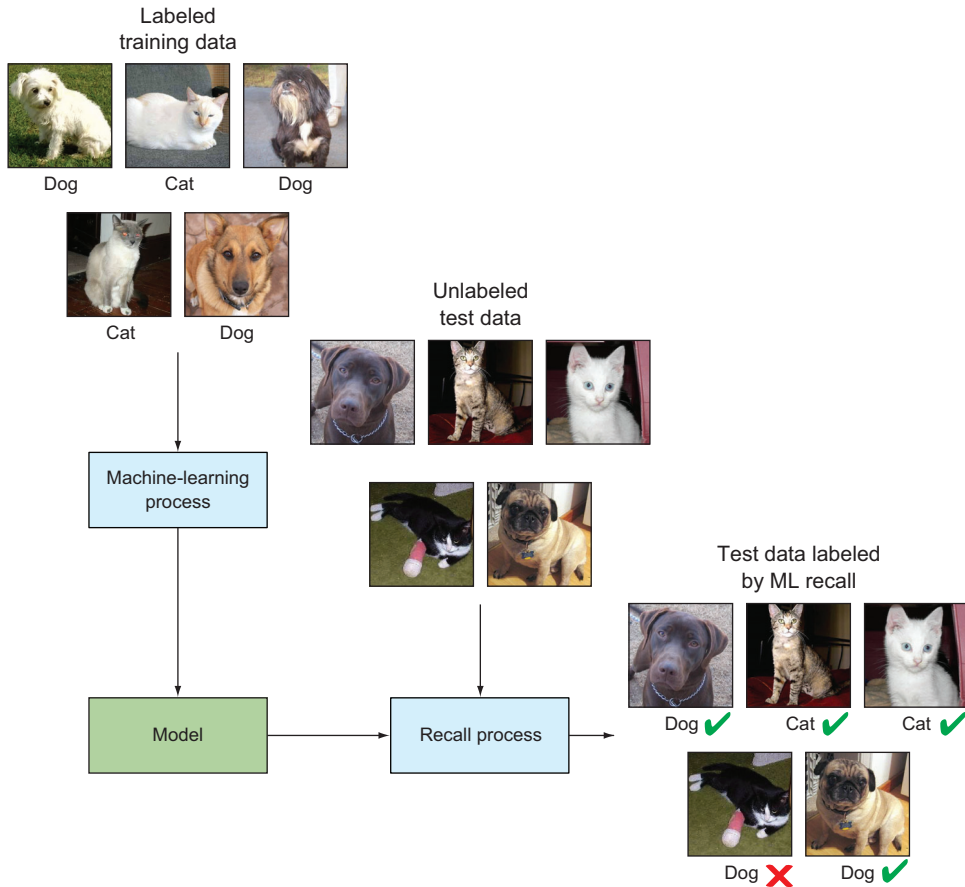 Labeled
training data
Dog
Cat
Dog
Cat
Dog
Unlabeled
test data
Machine-learning
process
Test data labeled
by ML recall
Model
Recall process
Dog
Cat
Cat
Dog
Dog